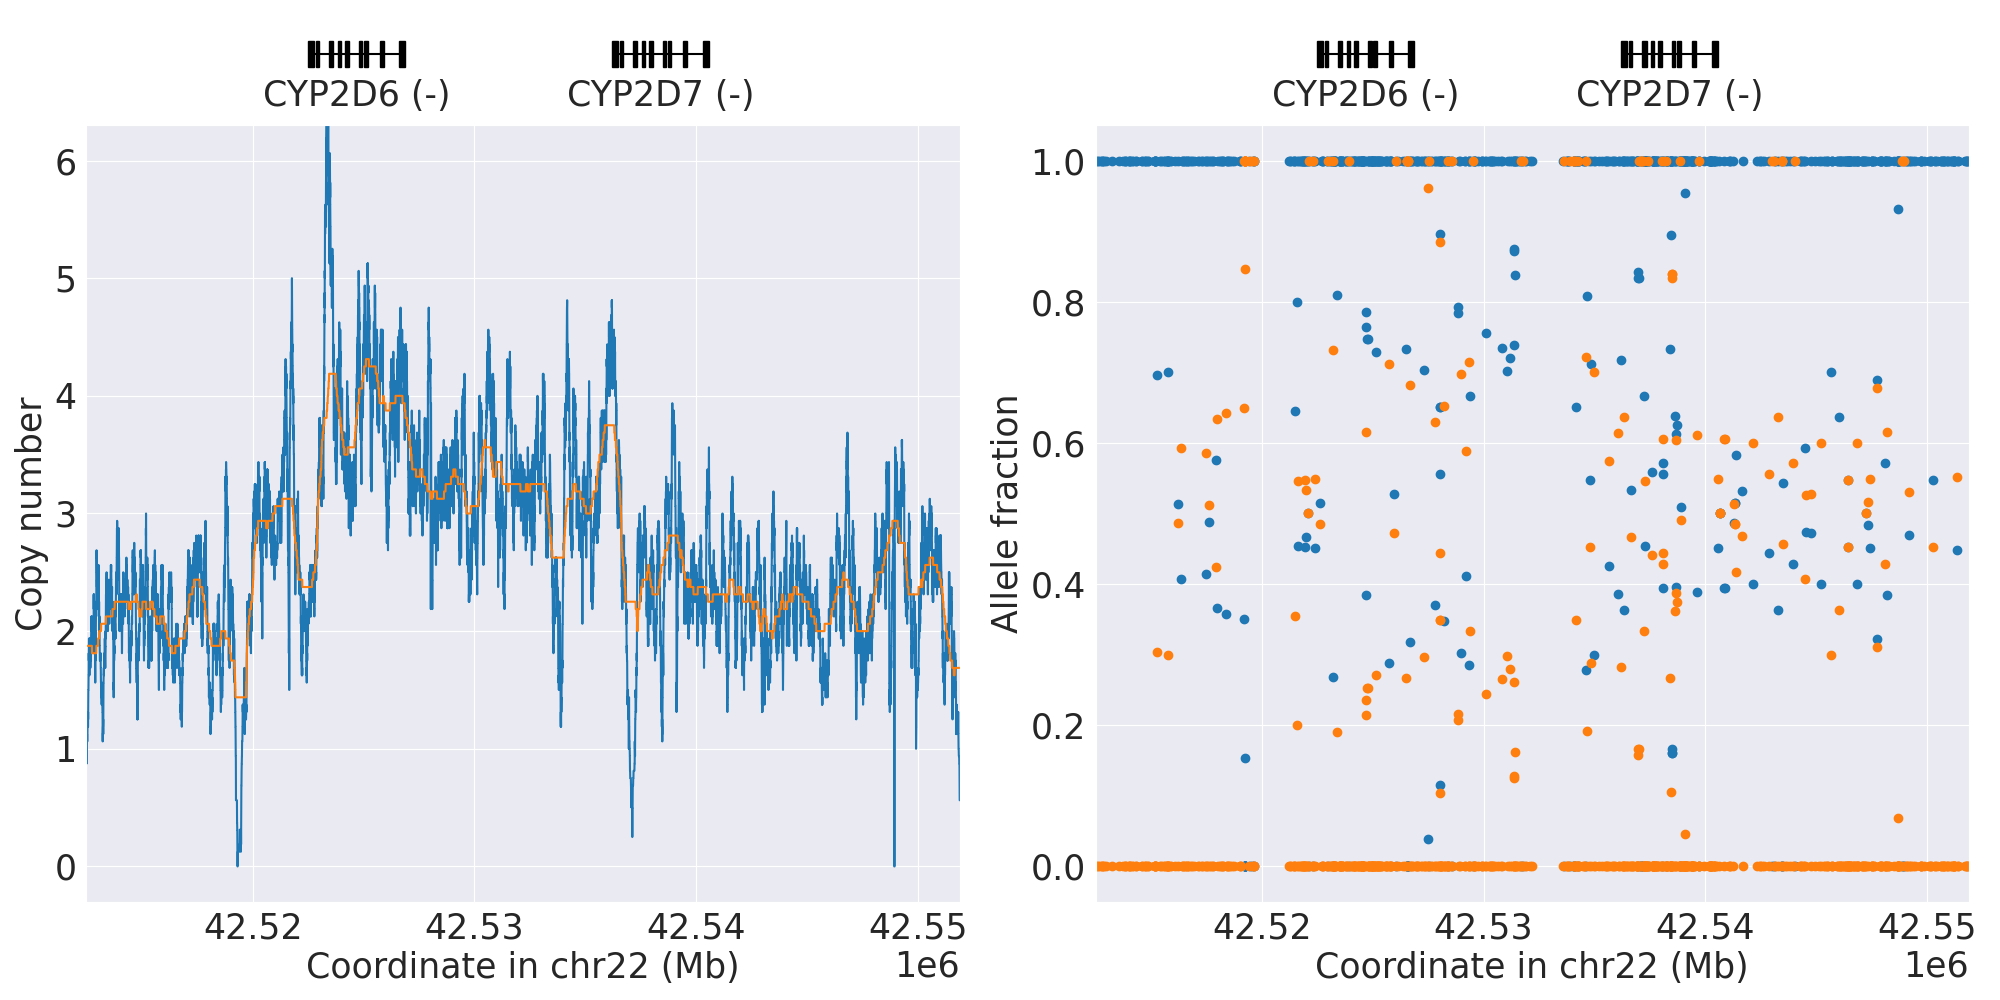 CYP2D6 (-) CYP2D7 (-)
Copy number
6
5
4
3
2
1
0
42.52 42.53 42.54 42.55
Coordinate in chr22 (Mb) 1e6
CYP2D6 (-) CYP2D7 (-)
Allele fraction
1.0
0.8
0.6
0.4
0.2
0.0
42.52 42.53 42.54 42.55
Coordinate in chr22 (Mb) 1e6